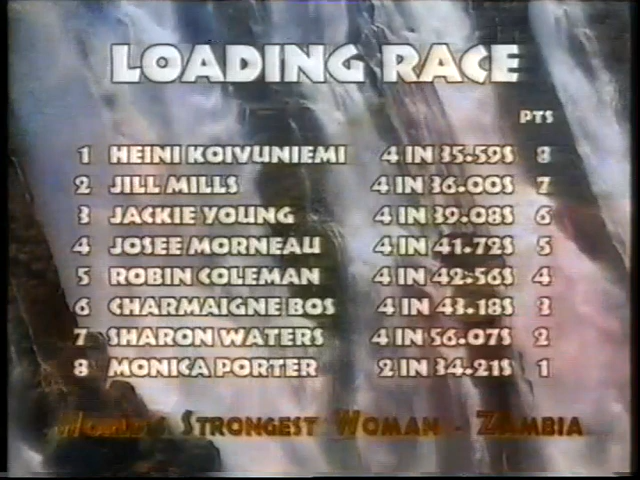 LOADING RACE
PTS
1 HEINI KOIVUNIEMI 4 IN 35.59S 8
2 JILL MILLS 4 IN 36.00S 7
3 JACKIE YOUNG 4 IN 39.08S 6
4 JOSEE MORNEAU 4 IN 41.72S 5
5 ROBIN COLEMAN 4 IN 42.56S 4
6 CHARMAIGNE BOS 4 IN 43.18S 3
7 SHARON WATERS 4 IN 56.07S 2
8 MONICA PORTER 2 IN 34.21S 1
WORLD'S STRONGEST WOMAN - ZAMBIA